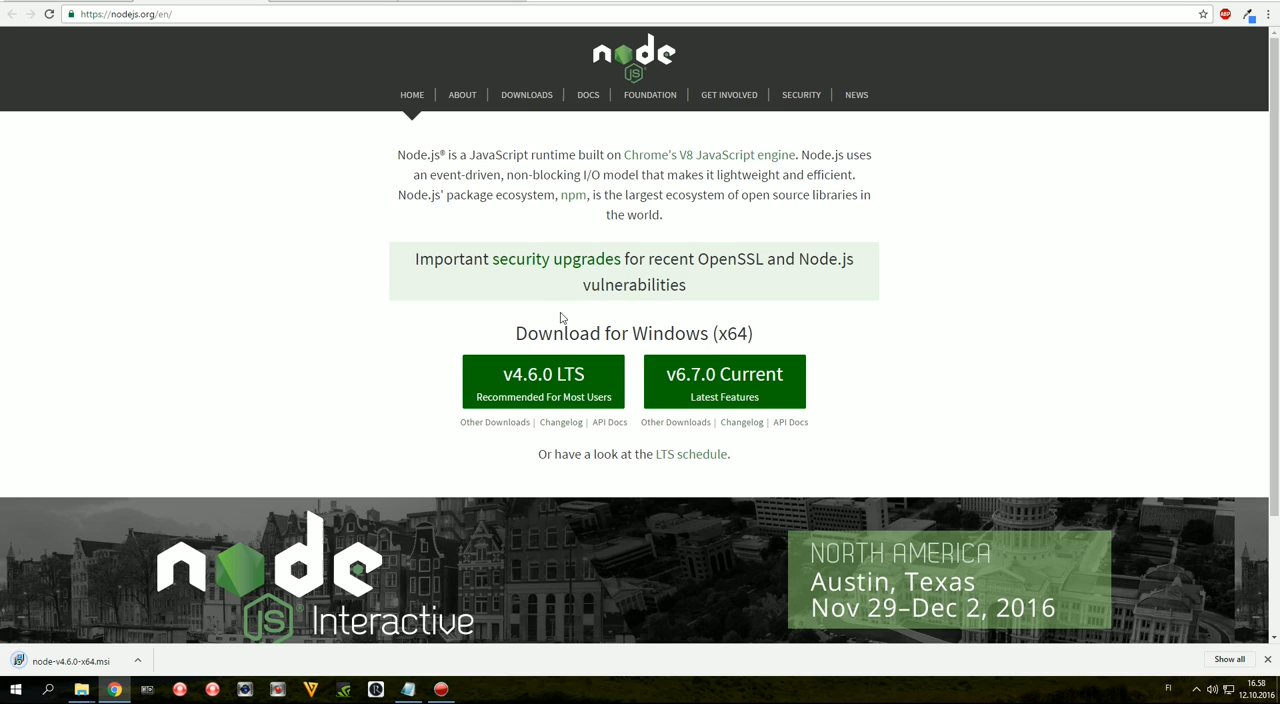 https://nodejs.org/en/
ABP
node
JS
HOME
ABOUT
DOWNLOADS
DOCS
FOUNDATION
GET INVOLVED
SECURITY
NEWS
Node.js® is a JavaScript runtime built on Chrome's V8 JavaScript engine. Node.js uses
an event-driven, non-blocking I/O model that makes it lightweight and efficient.
Node.js' package ecosystem, npm, is the largest ecosystem of open source libraries in
the world.
Important security upgrades for recent OpenSSL and Node.js
vulnerabilities
Download for Windows (x64)
v4.6.0 LTS
Recommended For Most Users
v6.7.0 Current
Latest Features
Other Downloads | Changelog | API Docs
Other Downloads | Changelog | API Docs
Or have a look at the LTS schedule.
node
JS® Interactive
NORTH AMERICA
Austin, Texas
Nov 29–Dec 2, 2016
node-v4.6.0-x64.msi
Show all
FI
16.58
12.10.2016